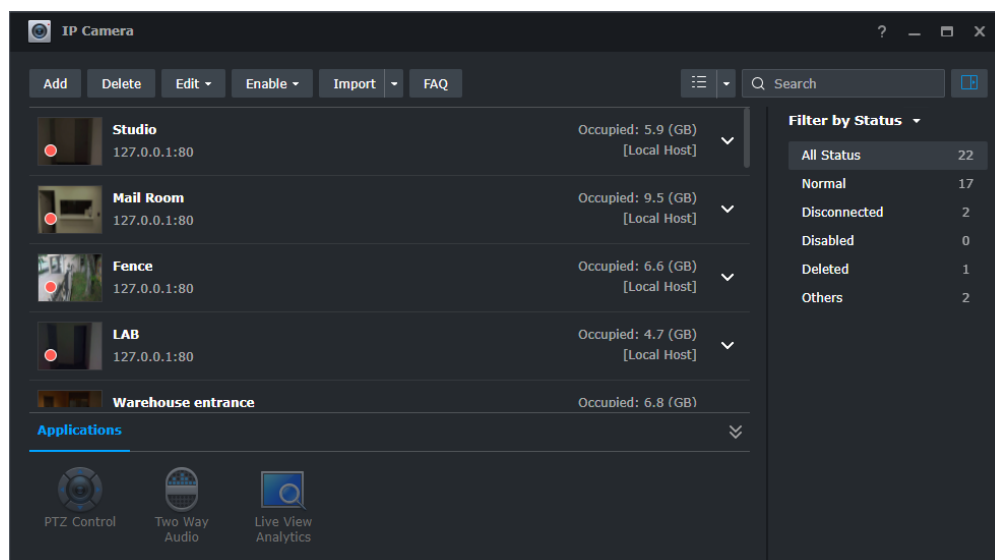 IP Camera
?
Add Delete Edit Enable Import FAQ Search
Studio Occupied: 5.9 (GB)
127.0.0.1:80 [Local Host]
Mail Room Occupied: 9.5 (GB)
127.0.0.1:80 [Local Host]
Fence Occupied: 6.6 (GB)
127.0.0.1:80 [Local Host]
LAB Occupied: 4.7 (GB)
127.0.0.1:80 [Local Host]
Warehouse entrance Occupied: 6.8 (GB)
Filter by Status
All Status 22
Normal 17
Disconnected 2
Disabled 0
Deleted 1
Others 2
Applications
PTZ Control
Two Way
Audio
Live View
Analytics